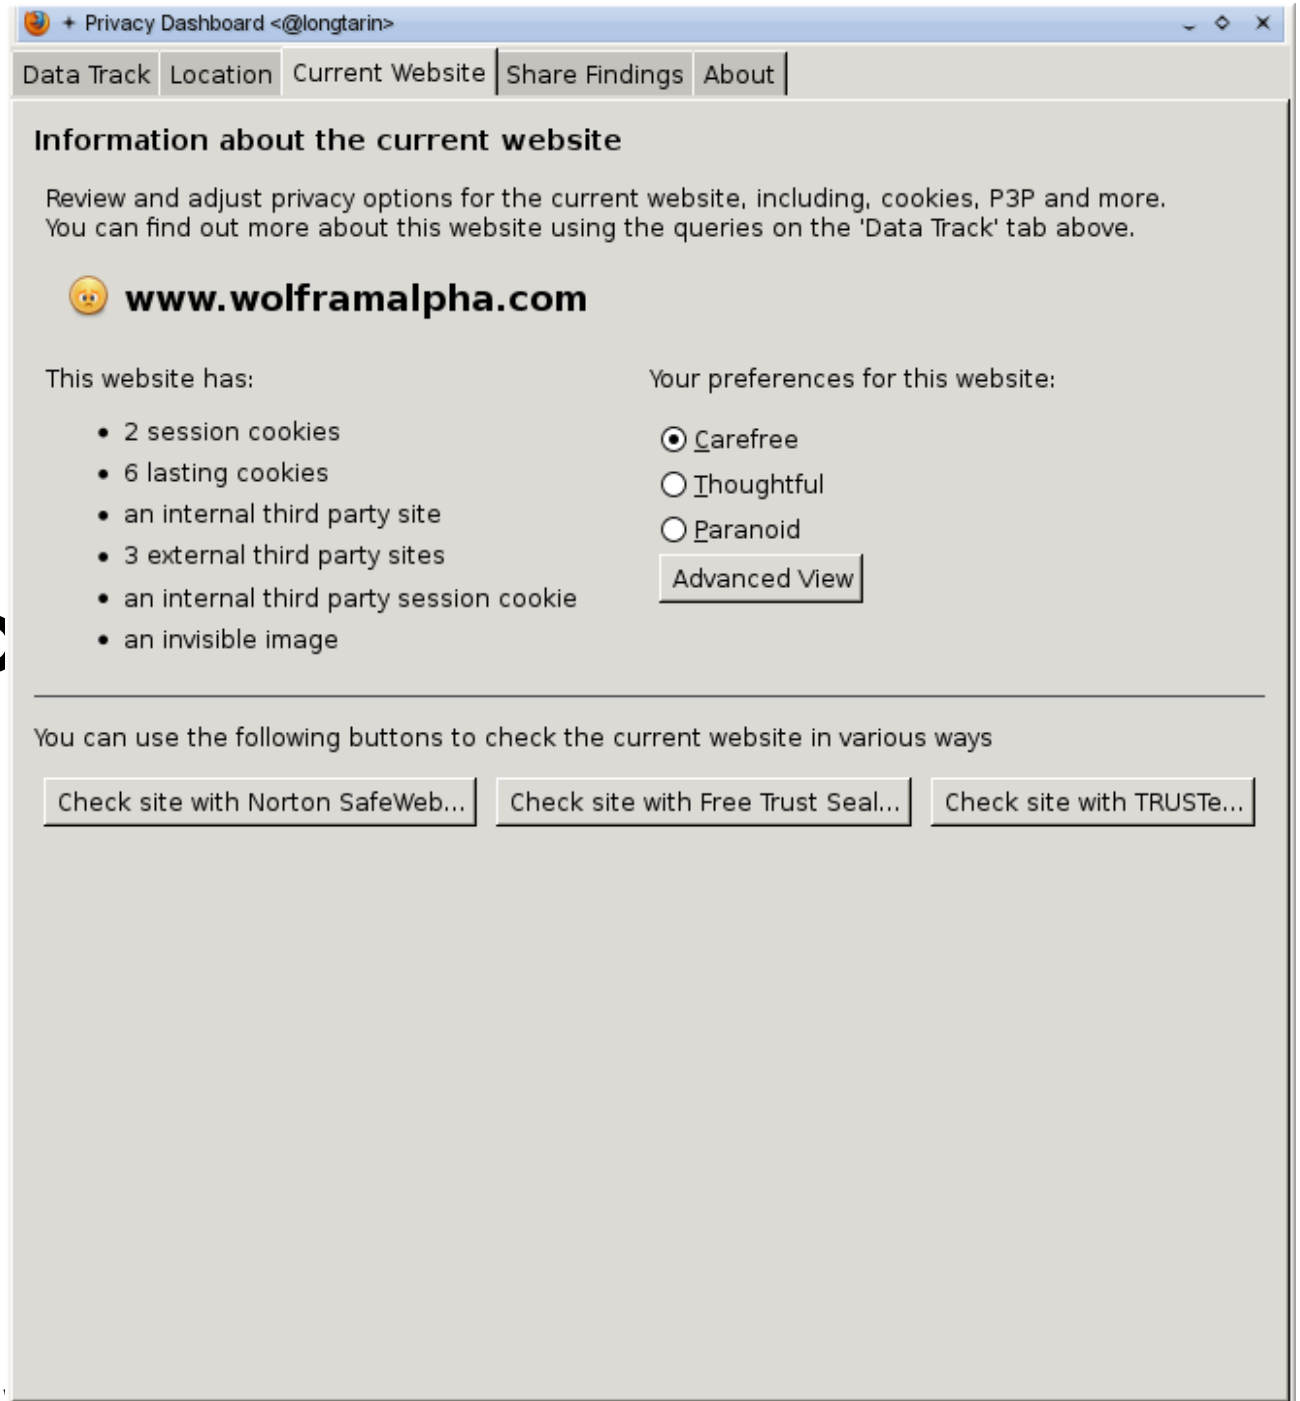 + Privacy Dashboard <@longtarin>
Data Track Location Current Website Share Findings About
Information about the current website
Review and adjust privacy options for the current website, including, cookies, P3P and more.
You can find out more about this website using the queries on the 'Data Track' tab above.
www.wolframalpha.com
This website has:
• 2 session cookies
• 6 lasting cookies
• an internal third party site
• 3 external third party sites
• an internal third party session cookie
• an invisible image
Your preferences for this website:
Carefree
Thoughtful
Paranoid
Advanced View
You can use the following buttons to check the current website in various ways
Check site with Norton SafeWeb... Check site with Free Trust Seal... Check site with TRUSTe...